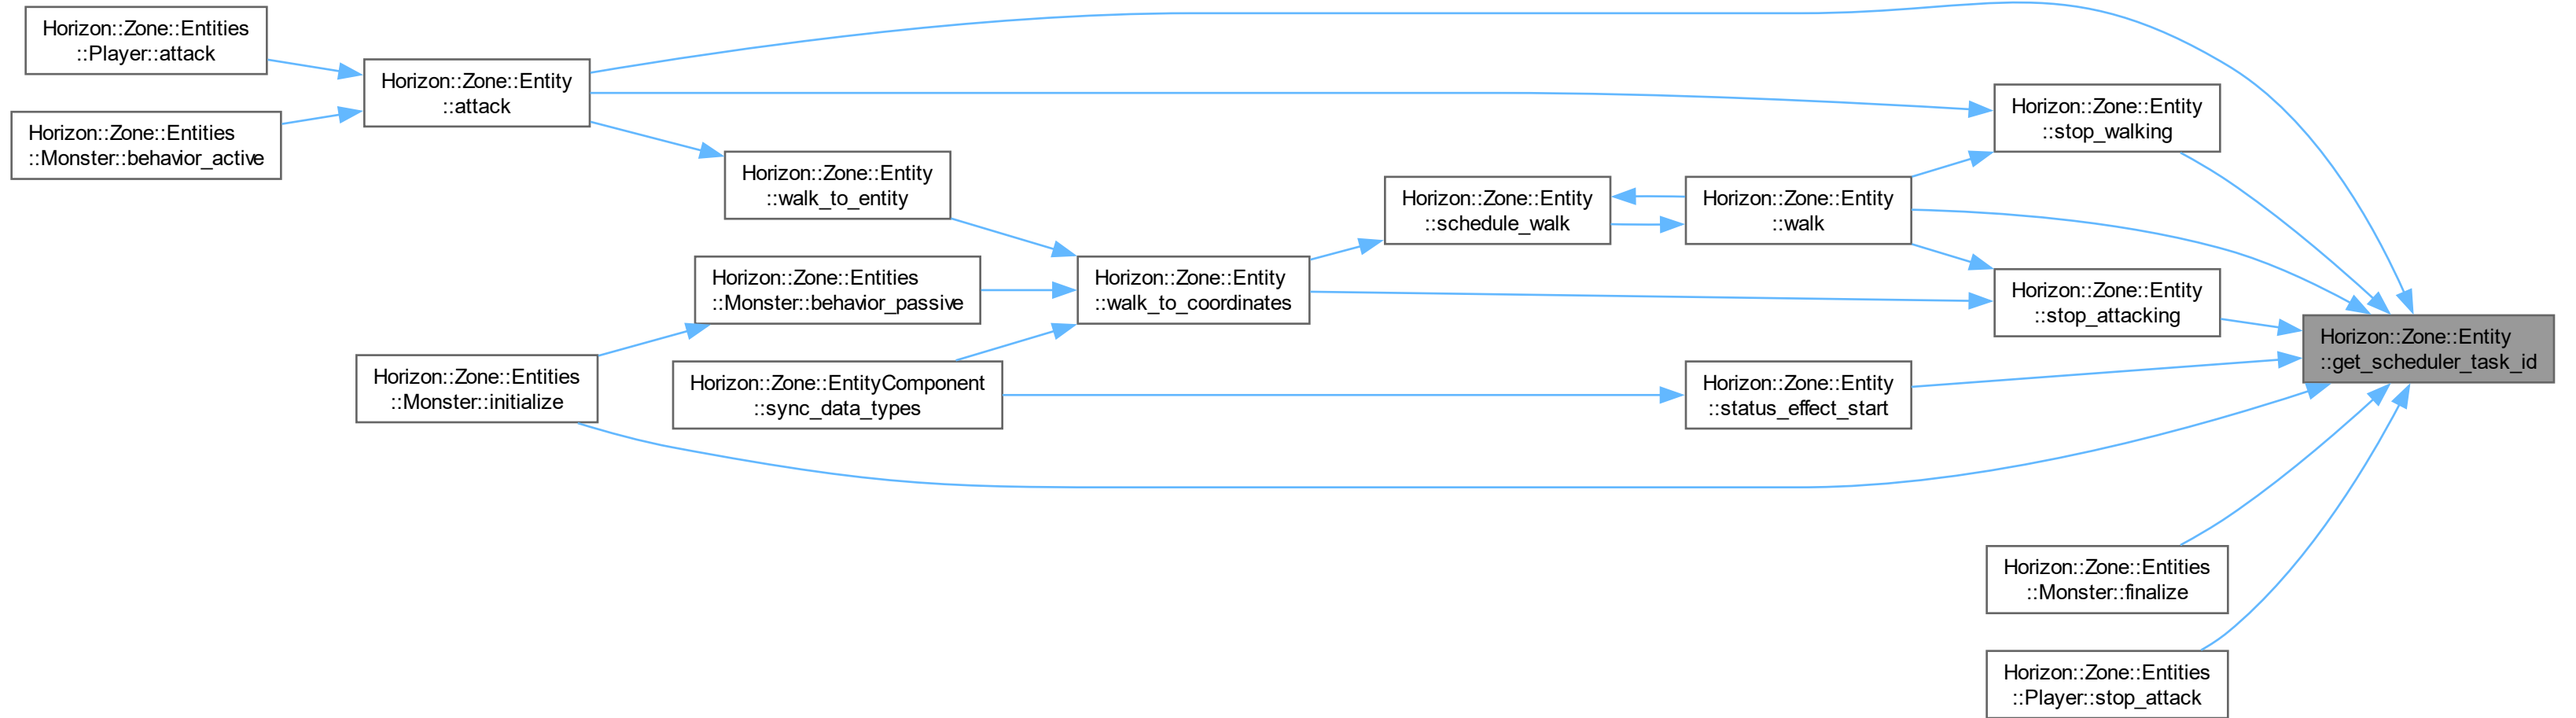 Horizon::Zone::Entities
::Player::attack
Horizon::Zone::Entities
::Monster::behavior_active
Horizon::Zone::Entity
::attack
Horizon::Zone::Entity
::walk_to_entity
Horizon::Zone::Entities
::Monster::behavior_passive
Horizon::Zone::Entities
::Monster::initialize
Horizon::Zone::EntityComponent
::sync_data_types
Horizon::Zone::Entity
::walk_to_coordinates
Horizon::Zone::Entity
::schedule_walk
Horizon::Zone::Entity
::walk
Horizon::Zone::Entity
::status_effect_start
Horizon::Zone::Entity
::stop_walking
Horizon::Zone::Entity
::stop_attacking
Horizon::Zone::Entity
::get_scheduler_task_id
Horizon::Zone::Entities
::Monster::finalize
Horizon::Zone::Entities
::Player::stop_attack